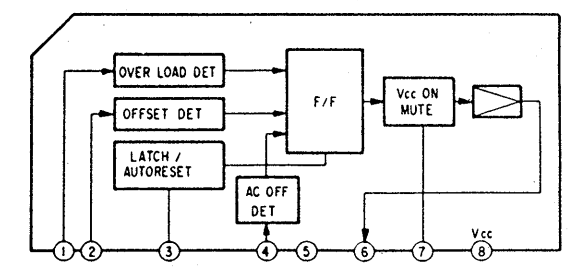 OVER LOAD DET
OFFSET DET
LATCH /
AUTORESET
F/F
Vcc ON
MUTE
AC OFF
DET
Vcc
1 2 3 4 5 6 7 8